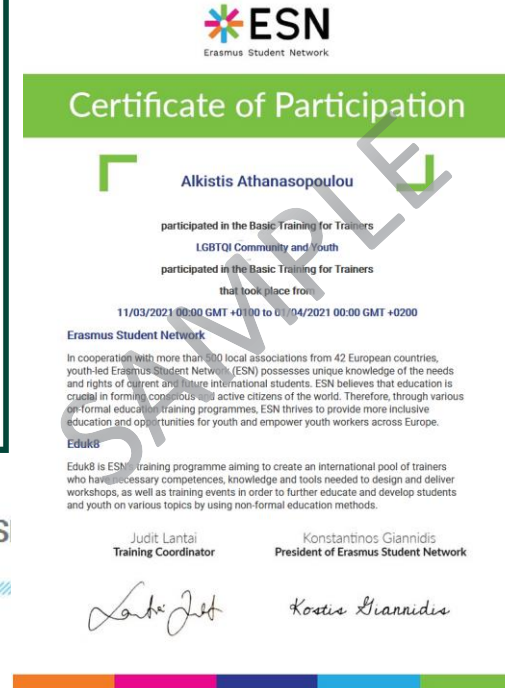 ESN
Erasmus Student Network
Certificate of Participation
Alkistis Athanasopoulou
participated in the Basic Training for Trainers
LGBTQI Community and Youth
participated in the Basic Training for Trainers
that took place from
11/03/2021 00:00 GMT +0100 to 01/04/2021 00:00 GMT +0200
Erasmus Student Network
In cooperation with more than 500 local associations from 42 European countries,
youth-led Erasmus Student Network (ESN) possesses unique knowledge of the needs
and rights of current and future international students. ESN believes that education is
crucial in forming conscious and active citizens of the world. Therefore, through various
on-formal education training programmes, ESN thrives to provide more inclusive
education and opportunities for youth and empower youth workers across Europe.
Eduk8
Eduk8 is ESN's training programme aiming to create an international pool of trainers
who have necessary competences, knowledge and tools needed to design and deliver
workshops, as well as training events in order to further educate and develop students
and youth on various topics by using non-formal education methods.
SAMPLE
Judit Lantai
Training Coordinator
Konstantinos Giannidis
President of Erasmus Student Network
Lantai Judit
Kostis Giannidis